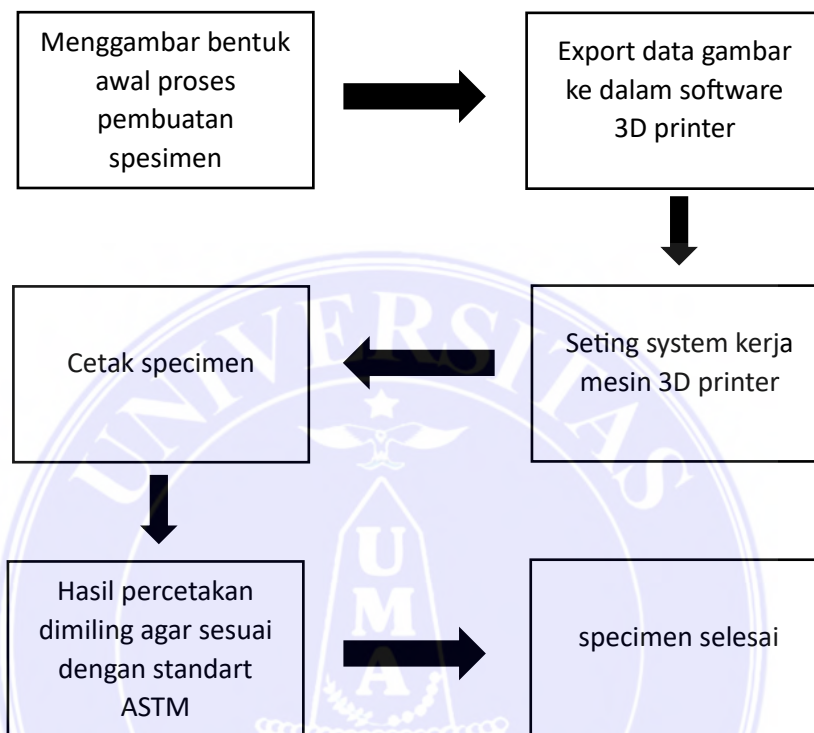 Menggambar bentuk
awal proses
pembuatan
spesimen
Export data gambar
ke dalam software
3D printer
Seting system kerja
mesin 3D printer
Cetak specimen
Hasil percetakan
dimiling agar sesuai
dengan standart
ASTM
specimen selesai
UNIVERSITAS
U
M
A